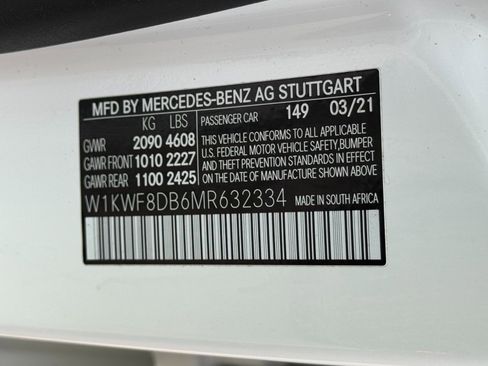 MFD BY MERCEDES-BENZ AG STUTTGART
KG LBS PASSENGER CAR 149 03/21
GVWR 2090 4608
GAWR FRONT 1010 2227
GAWR REAR 1100 2425
THIS VEHICLE CONFORMS TO ALL APPLICABLE
U.S. FEDERAL MOTOR VEHICLE SAFETY, BUMPER
AND THEFT PREVENTION STANDARDS IN EFFECT
ON THE DATE OF MANUFACTURE SHOWN ABOVE.
W1KWF8DB6MR632334 MADE IN SOUTH AFRICA